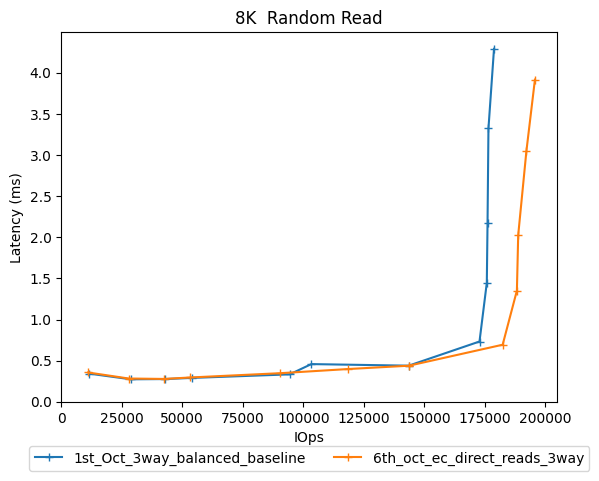 8K  Random Read
4.0
3.5
3.0
2.5
2.0
1.5
1.0
0.5
0.0
Latency (ms)
0 25000 50000 75000 100000 125000 150000 175000 200000
IOps
1st_Oct_3way_balanced_baseline 6th_oct_ec_direct_reads_3way